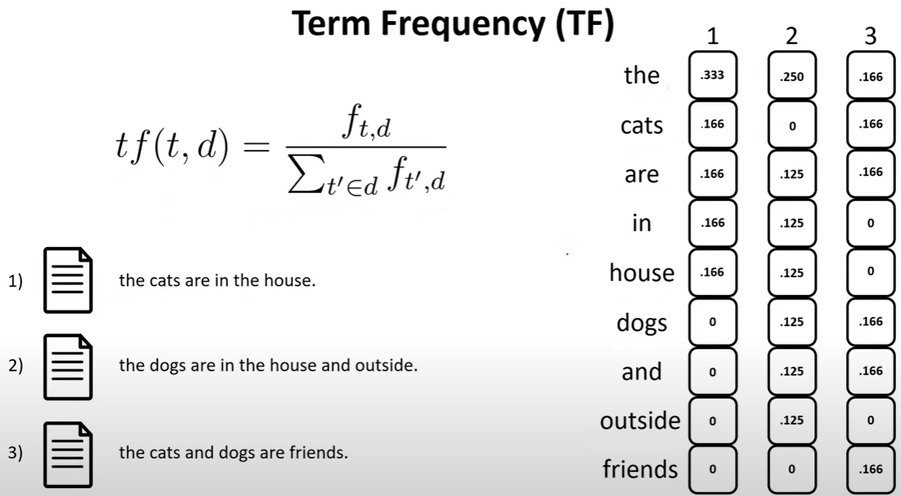 Term Frequency (TF)
1 2 3
the .333 .250 .166
cats .166 0 .166
are .166 .125 .166
in .166 .125 0
house .166 .125 0
dogs 0 .125 .166
and 0 .125 .166
outside 0 .125 0
friends 0 0 .166
tf(t, d) = f_{t,d} / ∑_{t′∈d} f_{t′,d}
1) the cats are in the house.
2) the dogs are in the house and outside.
3) the cats and dogs are friends.